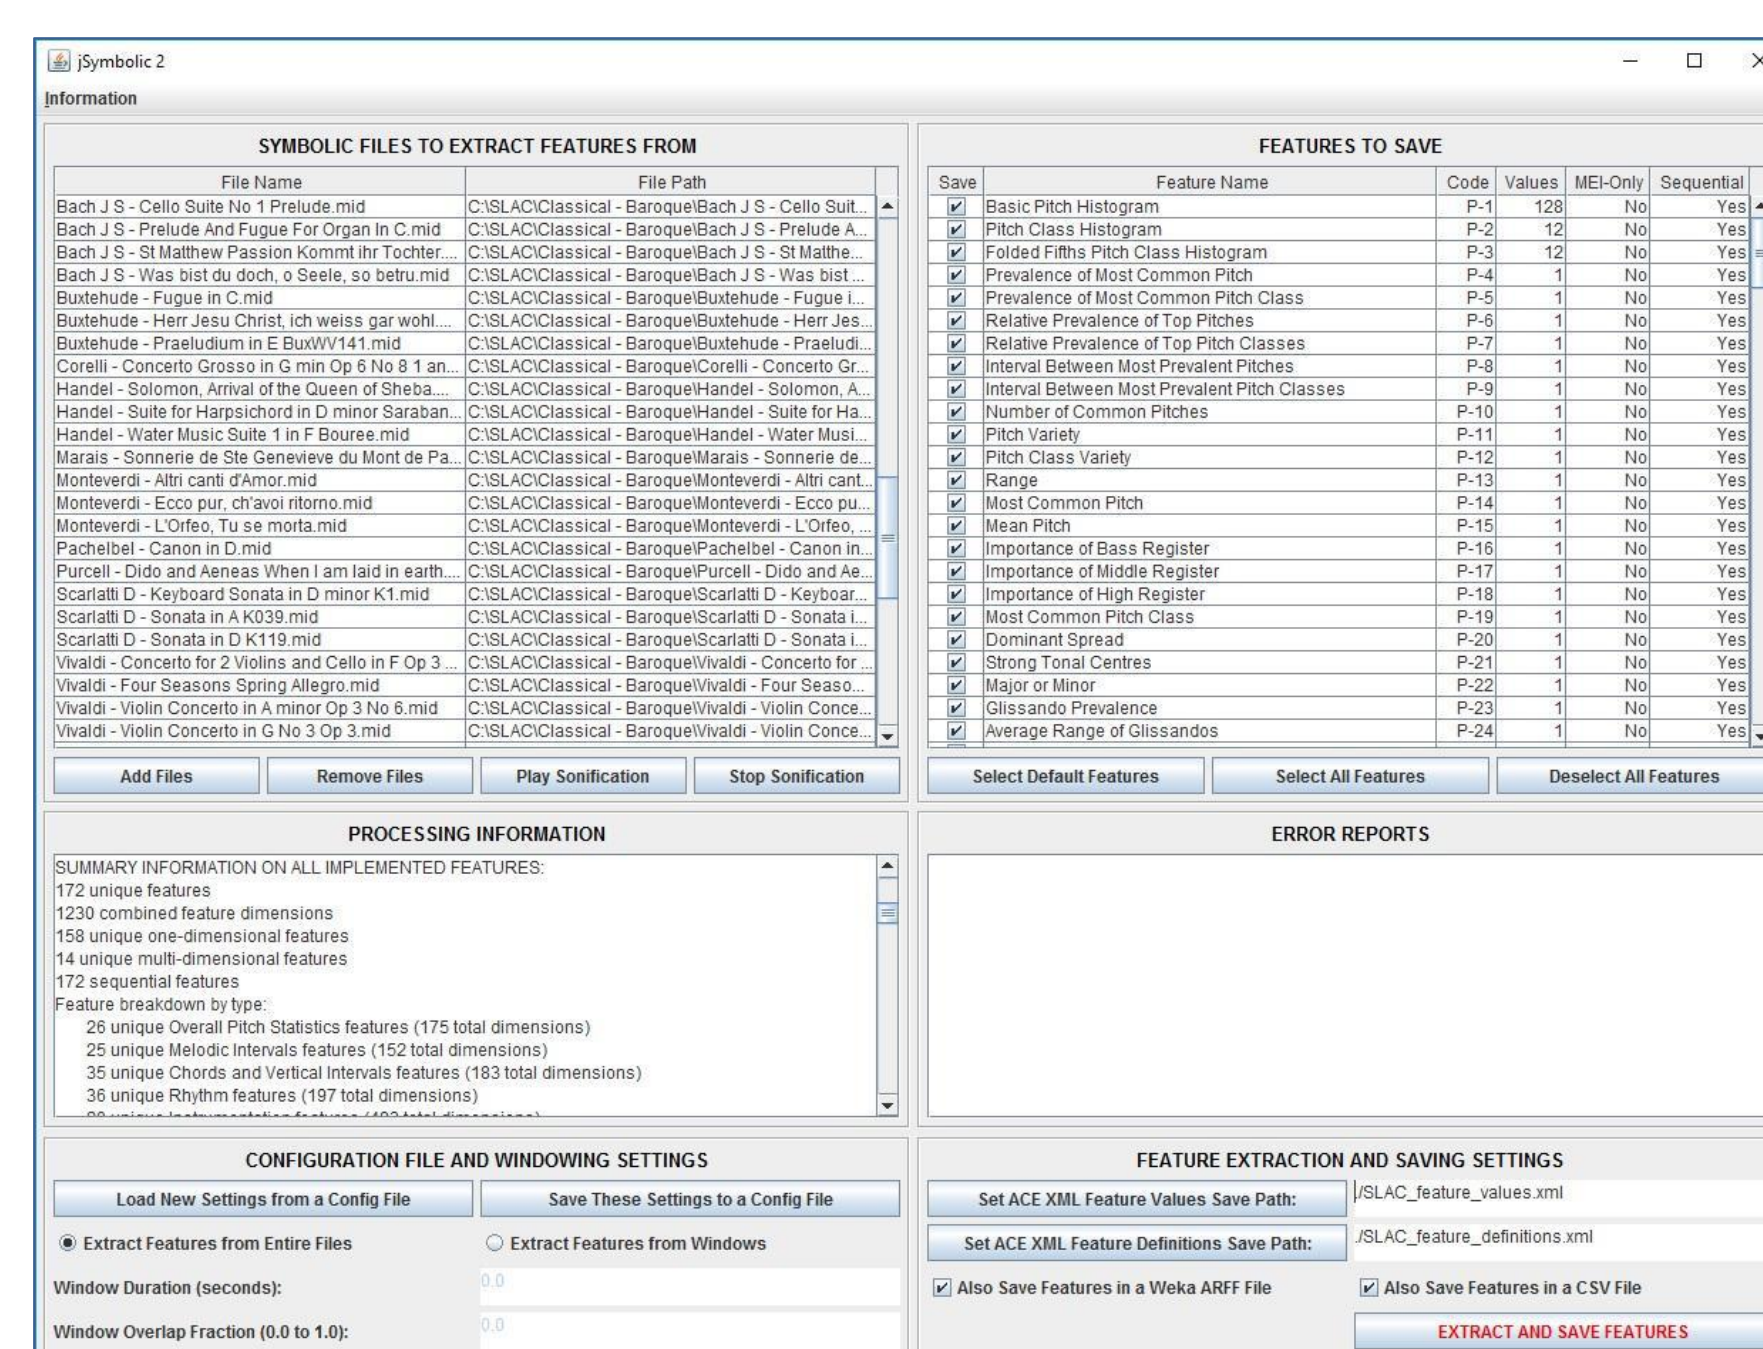 jSymbolic 2
Information
SYMBOLIC FILES TO EXTRACT FEATURES FROM
File Name File Path
Bach J S - Cello Suite No 1 Prelude.mid C:\SLAC\Classical - Baroque\Bach J S - Cello Suit...
Bach J S - Prelude And Fugue For Organ In C.mid C:\SLAC\Classical - Baroque\Bach J S - Prelude A...
Bach J S - St Matthew Passion Kommt ihr Tochter.... C:\SLAC\Classical - Baroque\Bach J S - St Matthe...
Bach J S - Was bist du doch, o Seele, so betru.mid C:\SLAC\Classical - Baroque\Bach J S - Was bist ...
Buxtehude - Fugue in C.mid C:\SLAC\Classical - Baroque\Buxtehude - Fugue i...
Buxtehude - Herr Jesu Christ, ich weiss gar wohl.... C:\SLAC\Classical - Baroque\Buxtehude - Herr Jes...
Buxtehude - Praeludium in E BuxWV141.mid C:\SLAC\Classical - Baroque\Buxtehude - Praeludi...
Corelli - Concerto Grosso in G min Op 6 No 8 1 an... C:\SLAC\Classical - Baroque\Corelli - Concerto Gr...
Handel - Solomon, Arrival of the Queen of Sheba.... C:\SLAC\Classical - Baroque\Handel - Solomon, A...
Handel - Suite for Harpsichord in D minor Saraban... C:\SLAC\Classical - Baroque\Handel - Suite for Ha...
Handel - Water Music Suite 1 in F Bouree.mid C:\SLAC\Classical - Baroque\Handel - Water Musi...
Marais - Sonnerie de Ste Genevieve du Mont de Pa... C:\SLAC\Classical - Baroque\Marais - Sonnerie de...
Monteverdi - Altri canti d'Amor.mid C:\SLAC\Classical - Baroque\Monteverdi - Altri cant...
Monteverdi - Ecco pur, ch'avoi ritorno.mid C:\SLAC\Classical - Baroque\Monteverdi - Ecco pu...
Monteverdi - L'Orfeo, Tu se morta.mid C:\SLAC\Classical - Baroque\Monteverdi - L'Orfeo, ...
Pachelbel - Canon in D.mid C:\SLAC\Classical - Baroque\Pachelbel - Canon in...
Purcell - Dido and Aeneas When I am laid in earth.... C:\SLAC\Classical - Baroque\Purcell - Dido and Ae...
Scarlatti D - Keyboard Sonata in D minor K1.mid C:\SLAC\Classical - Baroque\Scarlatti D - Keyboar...
Scarlatti D - Sonata in A K039.mid C:\SLAC\Classical - Baroque\Scarlatti D - Sonata i...
Scarlatti D - Sonata in D K119.mid C:\SLAC\Classical - Baroque\Scarlatti D - Sonata i...
Vivaldi - Concerto for 2 Violins and Cello in F Op 3 ... C:\SLAC\Classical - Baroque\Vivaldi - Concerto for ...
Vivaldi - Four Seasons Spring Allegro.mid C:\SLAC\Classical - Baroque\Vivaldi - Four Seaso...
Vivaldi - Violin Concerto in A minor Op 3 No 6.mid C:\SLAC\Classical - Baroque\Vivaldi - Violin Conce...
Vivaldi - Violin Concerto in G No 3 Op 3.mid C:\SLAC\Classical - Baroque\Vivaldi - Violin Conce...
Add Files Remove Files Play Sonification Stop Sonification
FEATURES TO SAVE
Save Feature Name Code Values MEI-Only Sequential
Basic Pitch Histogram P-1 128 No Yes
Pitch Class Histogram P-2 12 No Yes
Folded Fifths Pitch Class Histogram P-3 12 No Yes
Prevalence of Most Common Pitch P-4 1 No Yes
Prevalence of Most Common Pitch Class P-5 1 No Yes
Relative Prevalence of Top Pitches P-6 1 No Yes
Relative Prevalence of Top Pitch Classes P-7 1 No Yes
Interval Between Most Prevalent Pitches P-8 1 No Yes
Interval Between Most Prevalent Pitch Classes P-9 1 No Yes
Number of Common Pitches P-10 1 No Yes
Pitch Variety P-11 1 No Yes
Pitch Class Variety P-12 1 No Yes
Range P-13 1 No Yes
Most Common Pitch P-14 1 No Yes
Mean Pitch P-15 1 No Yes
Importance of Bass Register P-16 1 No Yes
Importance of Middle Register P-17 1 No Yes
Importance of High Register P-18 1 No Yes
Most Common Pitch Class P-19 1 No Yes
Dominant Spread P-20 1 No Yes
Strong Tonal Centres P-21 1 No Yes
Major or Minor P-22 1 No Yes
Glissando Prevalence P-23 1 No Yes
Average Range of Glissandos P-24 1 No Yes
Select Default Features Select All Features Deselect All Features
PROCESSING INFORMATION
SUMMARY INFORMATION ON ALL IMPLEMENTED FEATURES:
172 unique features
1230 combined feature dimensions
158 unique one-dimensional features
14 unique multi-dimensional features
172 sequential features
Feature breakdown by type:
26 unique Overall Pitch Statistics features (175 total dimensions)
25 unique Melodic Intervals features (152 total dimensions)
35 unique Chords and Vertical Intervals features (183 total dimensions)
36 unique Rhythm features (197 total dimensions)
ERROR REPORTS
CONFIGURATION FILE AND WINDOWING SETTINGS
Load New Settings from a Config File Save These Settings to a Config File
Extract Features from Entire Files Extract Features from Windows
Window Duration (seconds): 0.0
Window Overlap Fraction (0.0 to 1.0): 0.0
FEATURE EXTRACTION AND SAVING SETTINGS
Set ACE XML Feature Values Save Path: ./SLAC_feature_values.xml
Set ACE XML Feature Definitions Save Path: ./SLAC_feature_definitions.xml
Also Save Features in a Weka ARFF File Also Save Features in a CSV File
EXTRACT AND SAVE FEATURES